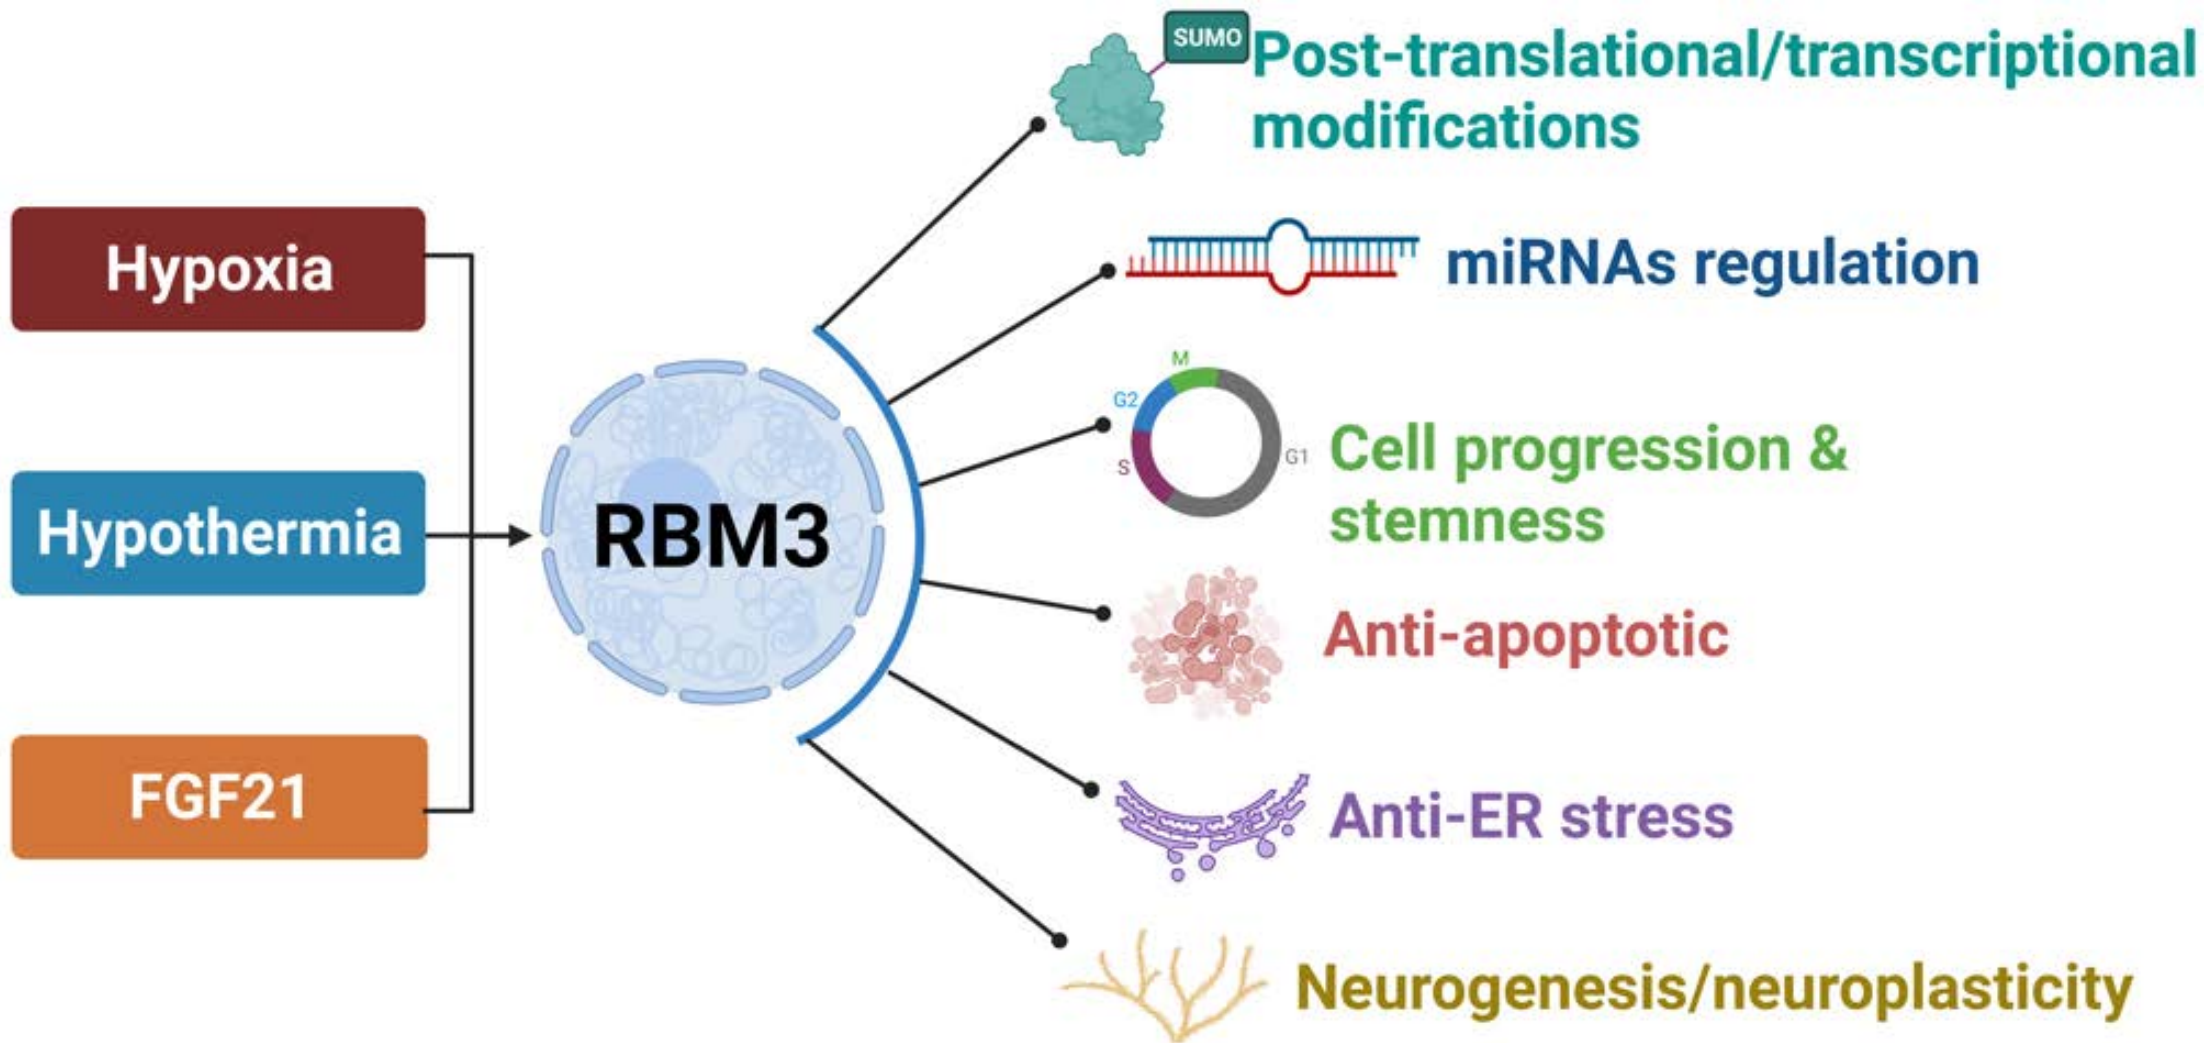 Hypoxia
Hypothermia
FGF21
RBM3
SUMO
Post-translational/transcriptional
modifications
miRNAs regulation
M
G2
S
G1
Cell progression &
stemness
Anti-apoptotic
Anti-ER stress
Neurogenesis/neuroplasticity